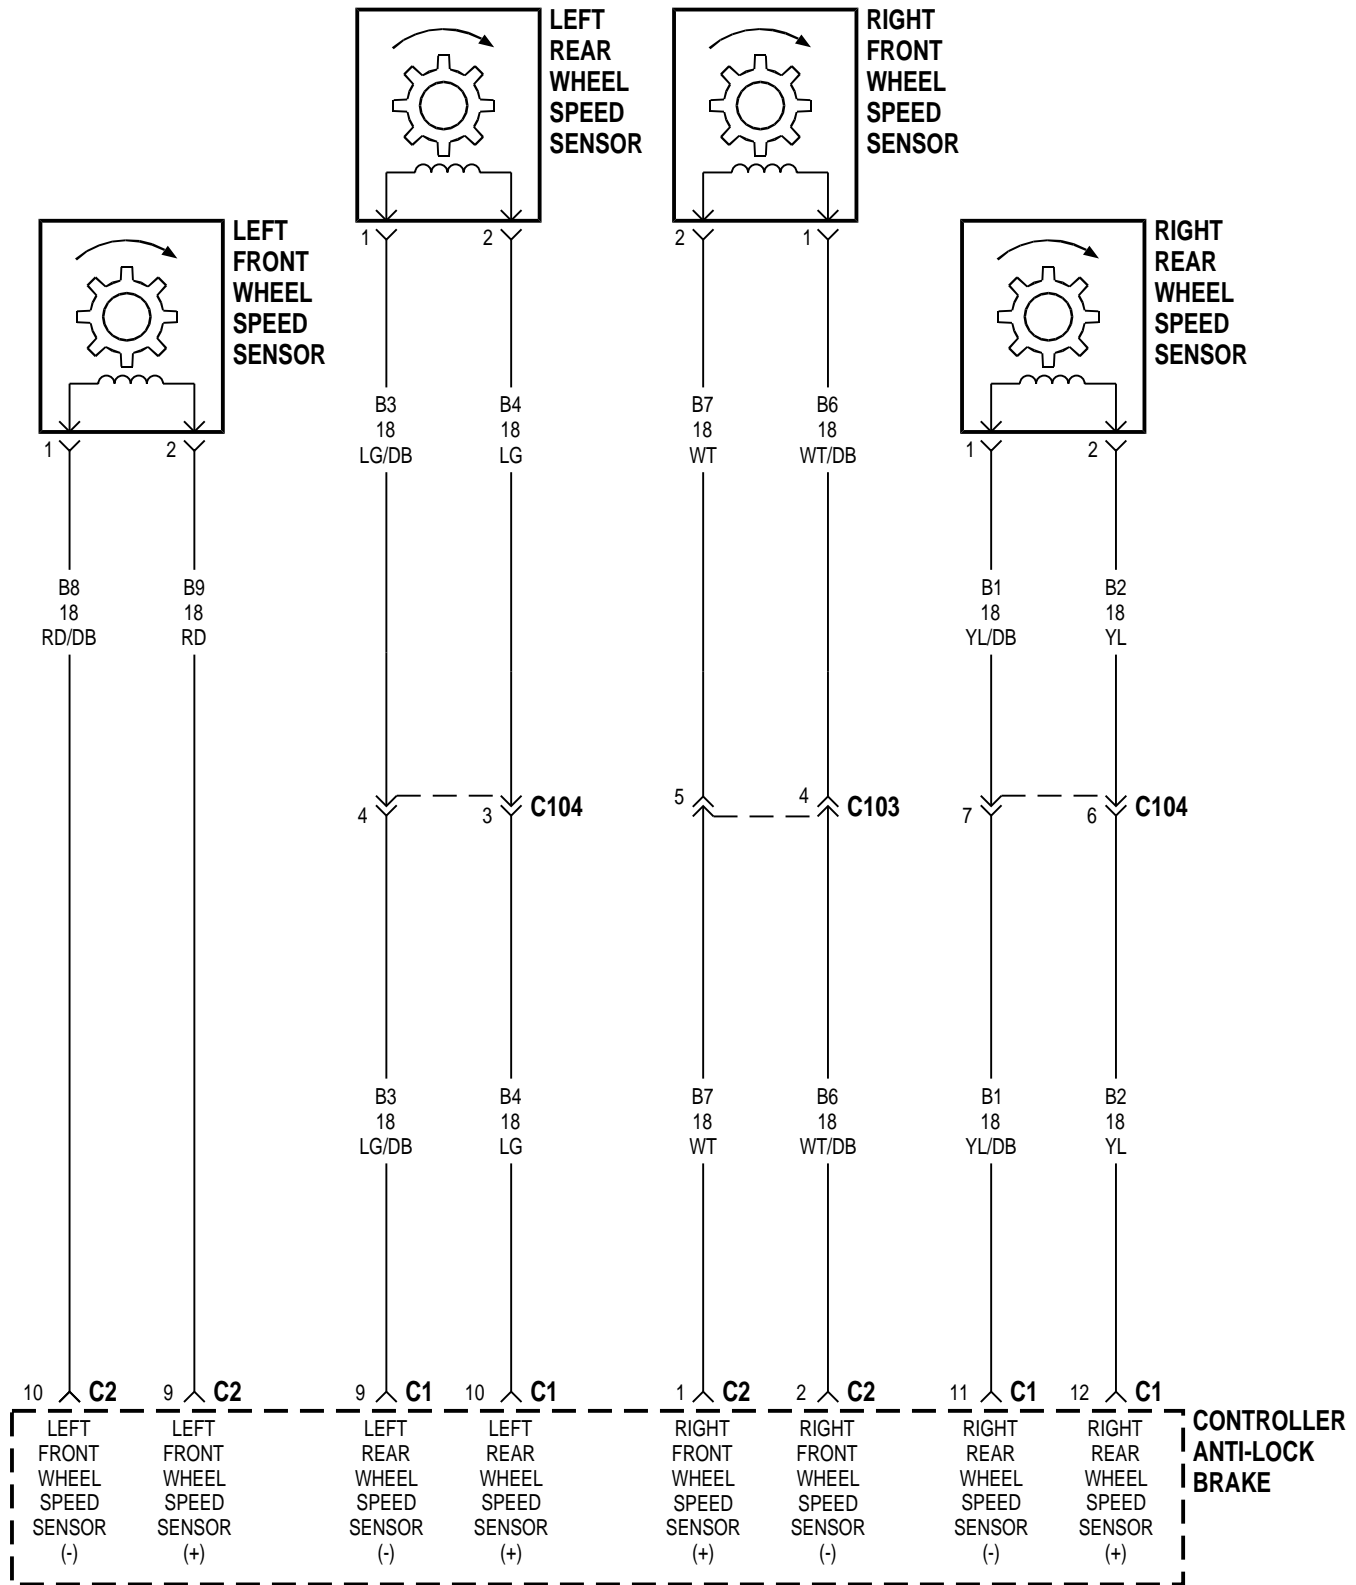 LEFT
REAR
WHEEL
SPEED
SENSOR
RIGHT
FRONT
WHEEL
SPEED
SENSOR
LEFT
FRONT
WHEEL
SPEED
SENSOR
RIGHT
REAR
WHEEL
SPEED
SENSOR
1 2 2 1
1 2 1 2
B3 B4 B7 B6
18 18 18 18
LG/DB LG WT WT/DB
B8 B9 B1 B2
18 18 18 18
RD/DB RD YL/DB YL
4 3 C104 5 4 C103 7 6 C104
B3 B4 B7 B6 B1 B2
18 18 18 18 18 18
LG/DB LG WT WT/DB YL/DB YL
10 C2 9 C2 9 C1 10 C1 1 C2 2 C2 11 C1 12 C1
LEFT
FRONT
WHEEL
SPEED
SENSOR
(-)
LEFT
FRONT
WHEEL
SPEED
SENSOR
(+)
LEFT
REAR
WHEEL
SPEED
SENSOR
(-)
LEFT
REAR
WHEEL
SPEED
SENSOR
(+)
RIGHT
FRONT
WHEEL
SPEED
SENSOR
(+)
RIGHT
FRONT
WHEEL
SPEED
SENSOR
(-)
RIGHT
REAR
WHEEL
SPEED
SENSOR
(-)
RIGHT
REAR
WHEEL
SPEED
SENSOR
(+)
CONTROLLER
ANTI-LOCK
BRAKE